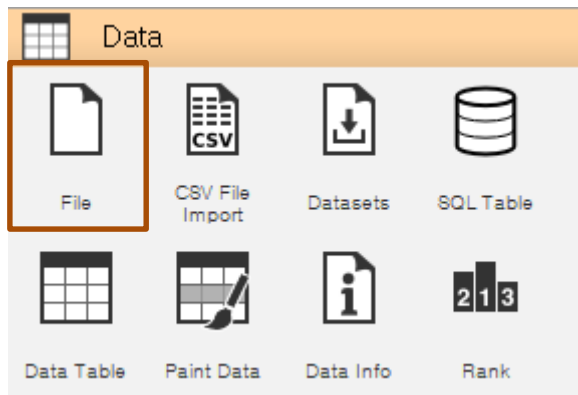 Data
CSV
File
CSV File
Import
Datasets
SQL Table
i
2 1 3
Data Table
Paint Data
Data Info
Rank